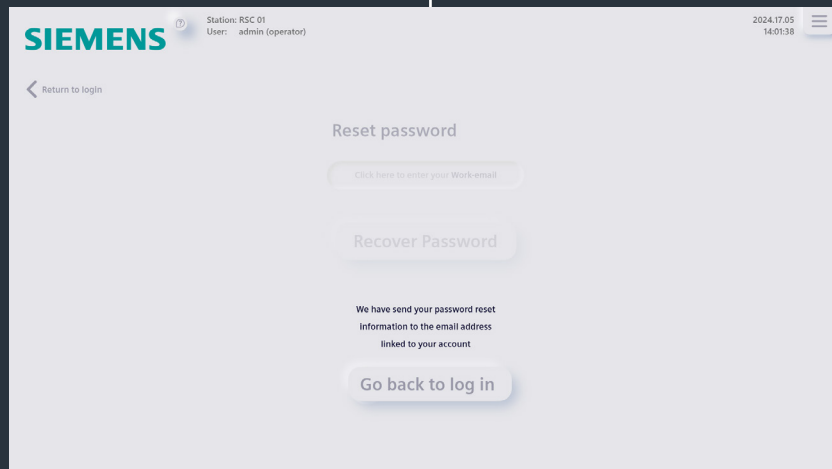 SIEMENS
?
Station: RSC 01
User: admin (operator)
2024.17.05
14:01:38
Return to login
Reset password
Click here to enter your Work-email
Recover Password
We have send your password reset
information to the email address
linked to your account
Go back to log in